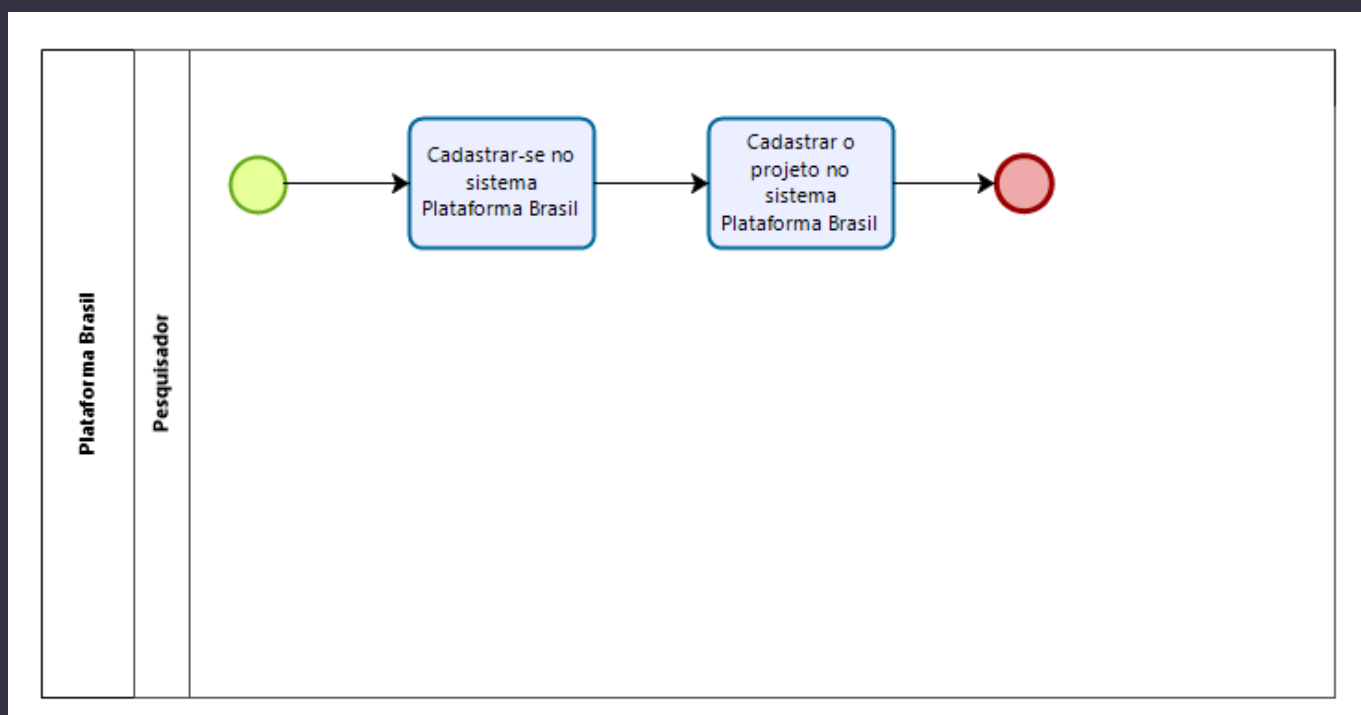 Plataforma Brasil
Pesquisador
Cadastrar-se no
sistema
Plataforma Brasil
Cadastrar o
projeto no
sistema
Plataforma Brasil